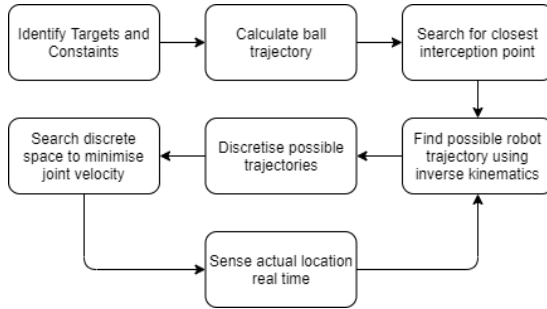 Identify Targets and
Constaints
Calculate ball
trajectory
Search for closest
interception point
Search discrete
space to minimise
joint velocity
Discretise possible
trajectories
Find possible robot
trajectory using
inverse kinematics
Sense actual location
real time